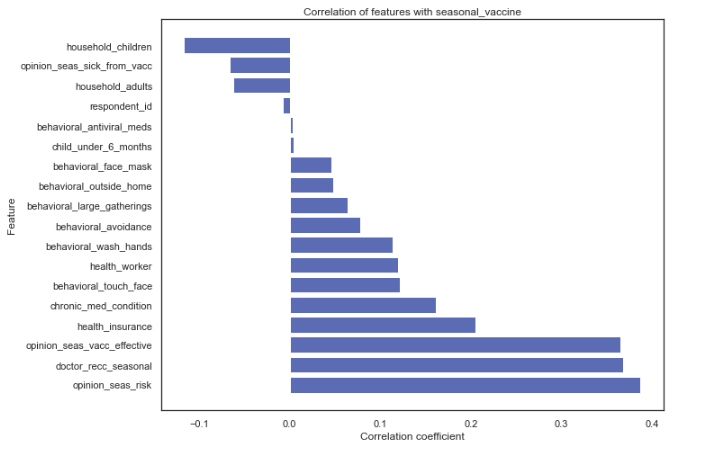 Correlation of features with seasonal_vaccine
household_children
opinion_seas_sick_from_vacc
household_adults
respondent_id
behavioral_antiviral_meds
child_under_6_months
behavioral_face_mask
behavioral_outside_home
behavioral_large_gatherings
behavioral_avoidance
behavioral_wash_hands
health_worker
behavioral_touch_face
chronic_med_condition
health_insurance
opinion_seas_vacc_effective
doctor_recc_seasonal
opinion_seas_risk
Feature
−0.1 0.0 0.1 0.2 0.3 0.4
Correlation coefficient